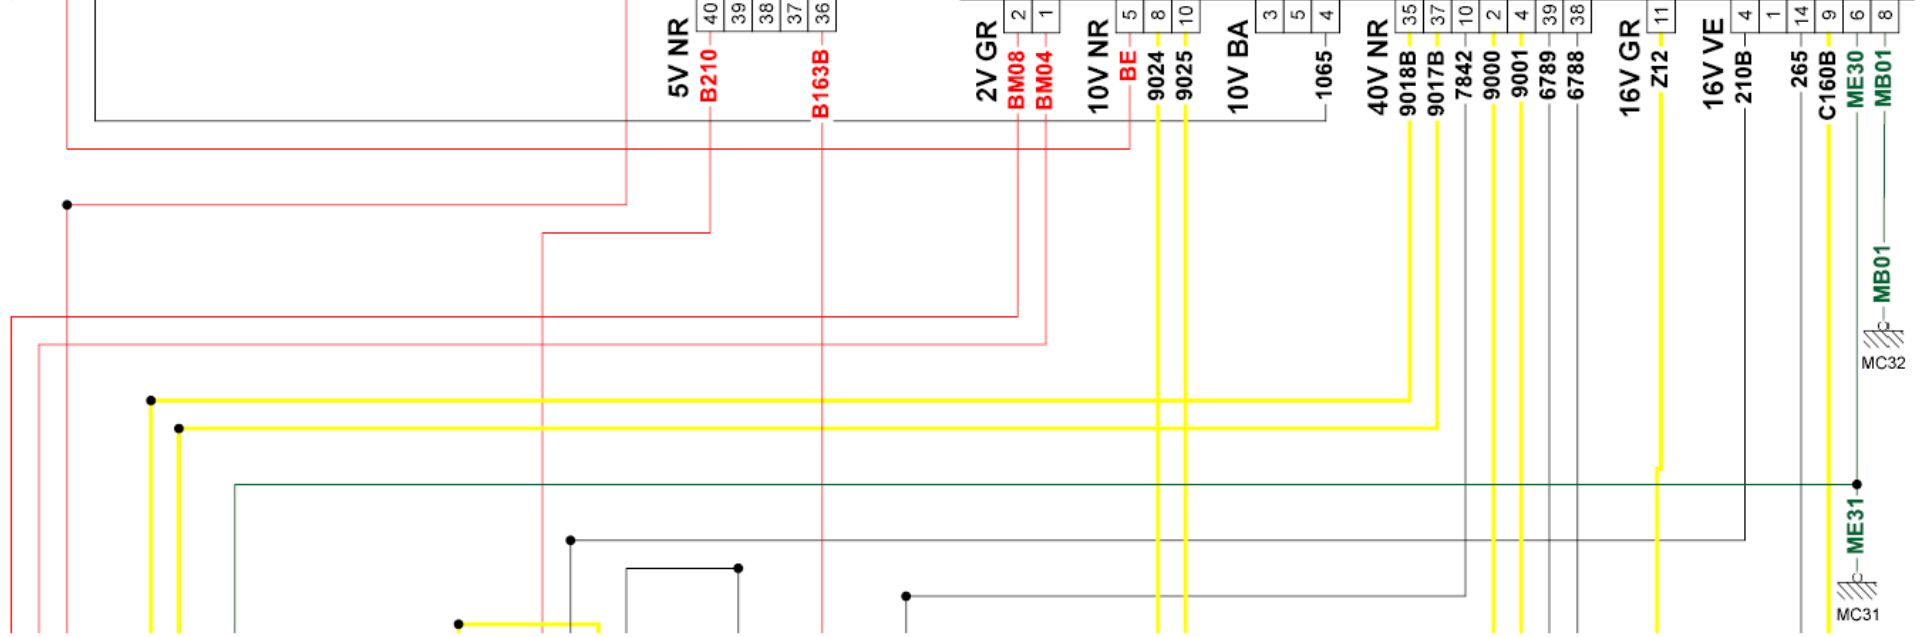 40 39 38 37 36
5V NR
B210
B163B
2 1
2V GR
BM08
BM04
5 8 10
10V NR
BE
9024
9025
3 5 4
10V BA
1065
35 37 10 2 4 39 38
40V NR
9018B
9017B
7842
9000
9001
6789
6788
11
16V GR
Z12
4 1 14 9 6 8
16V VE
210B
265
C160B
ME30
MB01
MB01
MC32
ME31
MC31